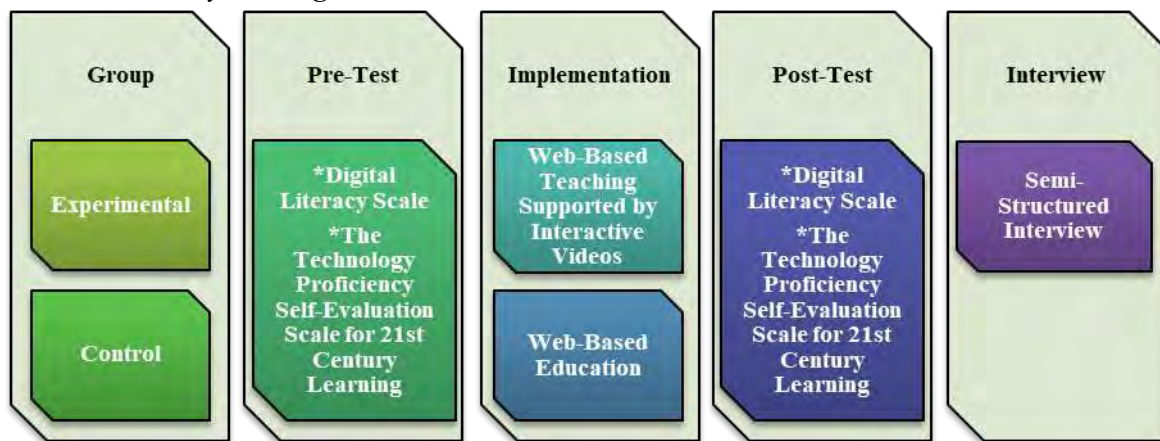 Group
Experimental
Control
Pre-Test
*Digital
Literacy Scale
*The
Technology
Proficiency
Self-Evaluation
Scale for 21st
Century
Learning
Implementation
Web-Based
Teaching
Supported by
Interactive
Videos
Web-Based
Education
Post-Test
*Digital
Literacy Scale
*The
Technology
Proficiency
Self-Evaluation
Scale for 21st
Century
Learning
Interview
Semi-
Structured
Interview